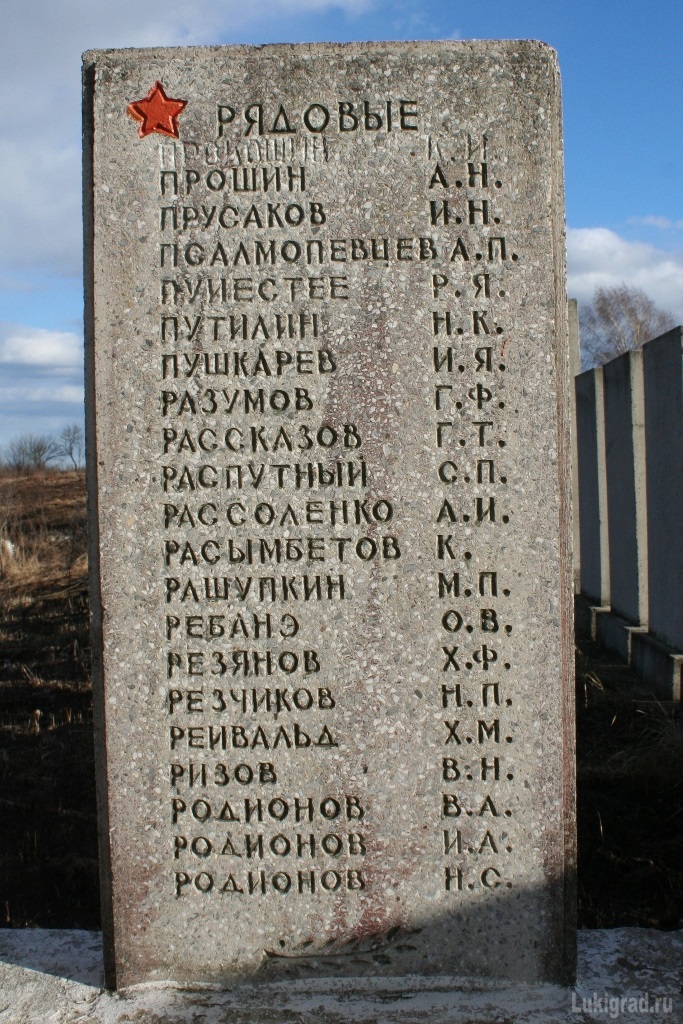 РЯДОВЫЕ
ПРОКОШИН К.И.
ПРОШИН А.Н.
ПРУСАКОВ И.Н.
ПСАЛМОПЕВЦЕВ А.П.
ПУИЕСТЕЕ Р.Я.
ПУТИЛИН Н.К.
ПУШКАРЕВ И.Я.
РАЗУМОВ Г.Ф.
РАССКАЗОВ Г.Т.
РАСПУТНЫЙ С.П.
РАССОЛЕНКО А.И.
РАСЫМБЕТОВ К.
РАШУПКИН М.П.
РЕБАНЭ О.В.
РЕЗЯНОВ Х.Ф.
РЕЗЧИКОВ Н.П.
РЕИВАЛЬД Х.М.
РИЗОВ В.Н.
РОДИОНОВ В.А.
РОДИОНОВ И.А.
РОДИОНОВ Н.С.
Lukigrad.ru